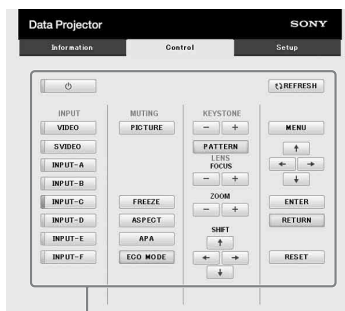 Data Projector SONY
Information Control Setup
REFRESH
INPUT MUTING KEYSTONE
VIDEO PICTURE - + MENU
SVIDEO PATTERN
LENS
INPUT-A FOCUS
INPUT-B - +
INPUT-C FREEZE ZOOM ENTER
- +
INPUT-D ASPECT RETURN
SHIFT
INPUT-E APA
INPUT-F ECO MODE RESET